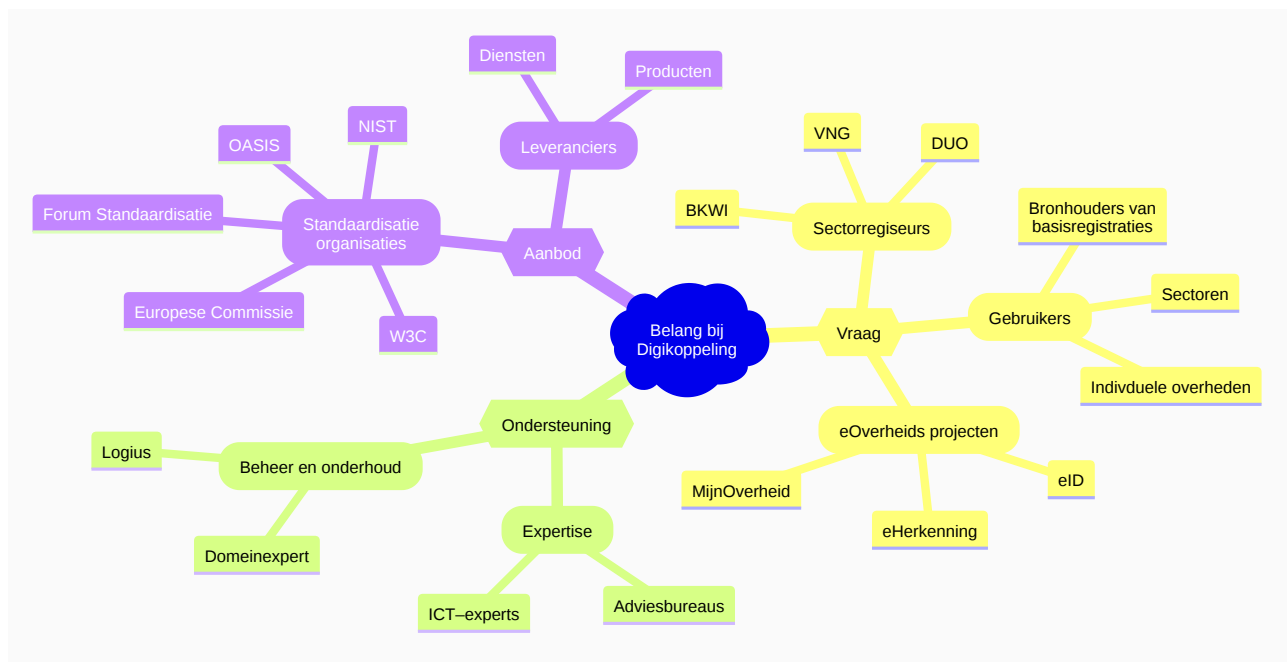 Diensten
Producten
NIST
OASIS
Leveranciers
VNG
DUO
Forum Standaardisatie
Standaardisatie
organisaties
BKWI
Sectorregiseurs
Bronhouders van
basisregistraties
Aanbod
Europese Commissie
W3C
Belang bij
Digikoppeling
Vraag
Gebruikers
Sectoren
Indivduele overheden
Ondersteuning
eOverheids projecten
Logius
Beheer en onderhoud
MijnOverheid
eID
Expertise
eHerkenning
Domeinexpert
ICT–experts
Adviesbureaus